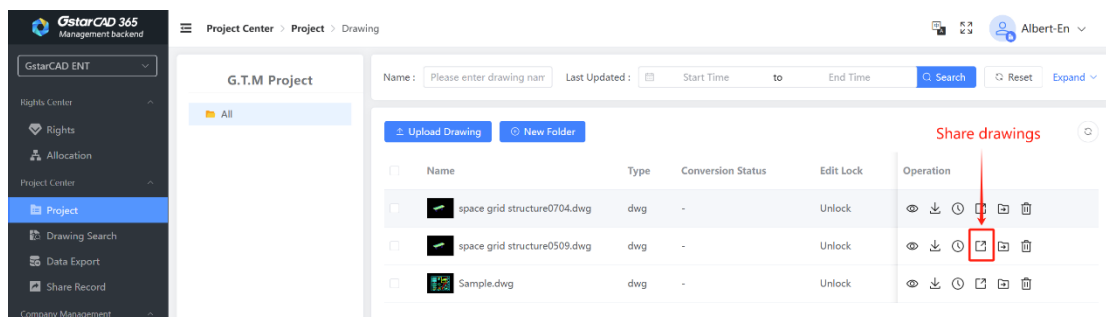 GstarCAD 365
Management backend
Project Center > Project > Drawing
Albert-En
GstarCAD ENT
Rights Center
Rights
Allocation
Project Center
Project
Drawing Search
Data Export
Share Record
Company Management
G.T.M Project
All
Name : Please enter drawing nam Last Updated : Start Time to End Time Search Reset Expand
Upload Drawing New Folder
Share drawings
Name Type Conversion Status Edit Lock Operation
space grid structure0704.dwg dwg - Unlock
space grid structure0509.dwg dwg - Unlock
Sample.dwg dwg - Unlock